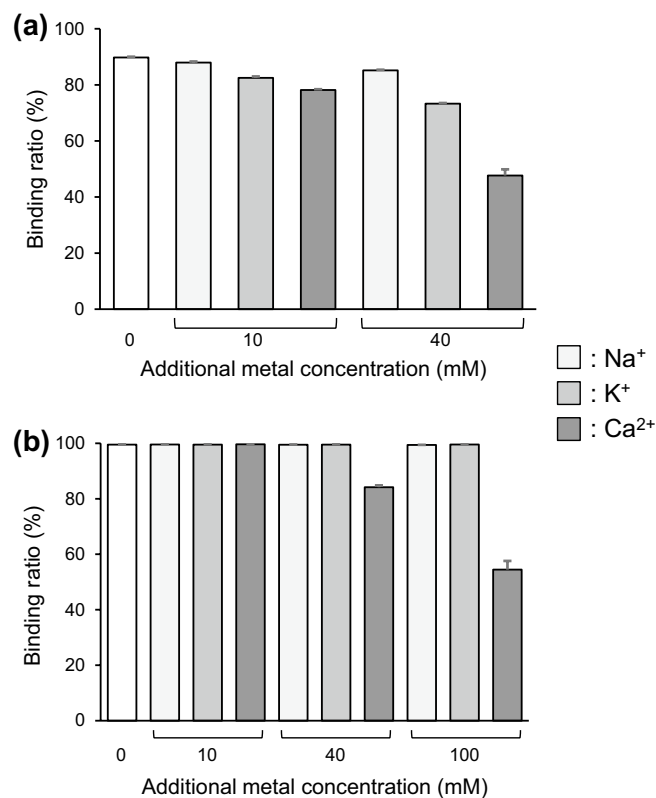 (a)
100
80
60
40
20
0
Binding ratio (%)
0 10 40
Additional metal concentration (mM)
: Na⁺
: K⁺
: Ca²⁺
(b)
100
80
60
40
20
0
Binding ratio (%)
0 10 40 100
Additional metal concentration (mM)